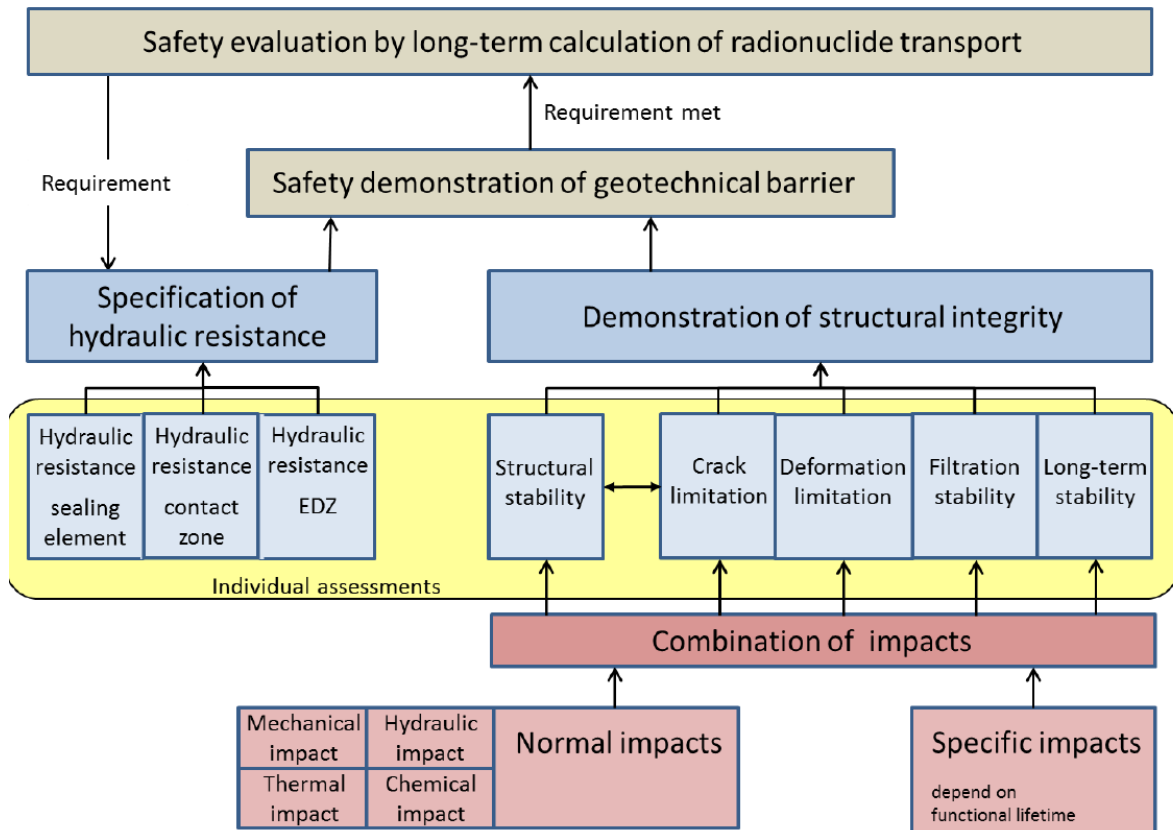 Safety evaluation by long-term calculation of radionuclide transport
Requirement met
Requirement
Safety demonstration of geotechnical barrier
Specification of
hydraulic resistance
Demonstration of structural integrity
Hydraulic
resistance
sealing
element
Hydraulic
resistance
contact
zone
Hydraulic
resistance
EDZ
Structural
stability
Crack
limitation
Deformation
limitation
Filtration
stability
Long-term
stability
Individual assessments
Combination of impacts
Mechanical
impact
Hydraulic
impact
Thermal
impact
Chemical
impact
Normal impacts
Specific impacts
depend on
functional lifetime